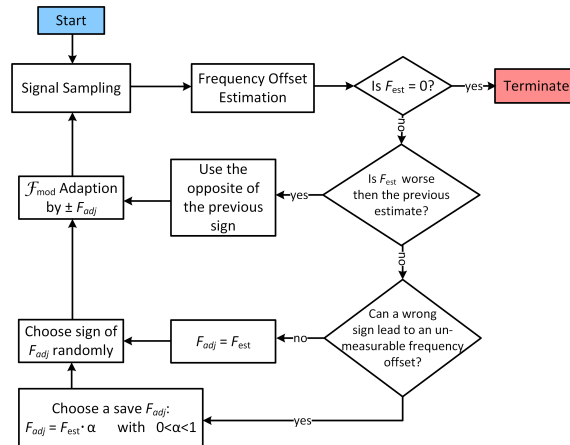 Start
Signal Sampling
Frequency Offset
Estimation
Is Fest = 0?
yes
Terminate
no
Is Fest worse
then the previous
estimate?
yes
Use the
opposite of
the previous
sign
ℱmod Adaption
by ± Fadj
no
Can a wrong
sign lead to an un-
measurable frequency
offset?
no
Fadj = Fest
Choose sign of
Fadj randomly
yes
Choose a save Fadj:
Fadj = Fest· α with 0<α<1